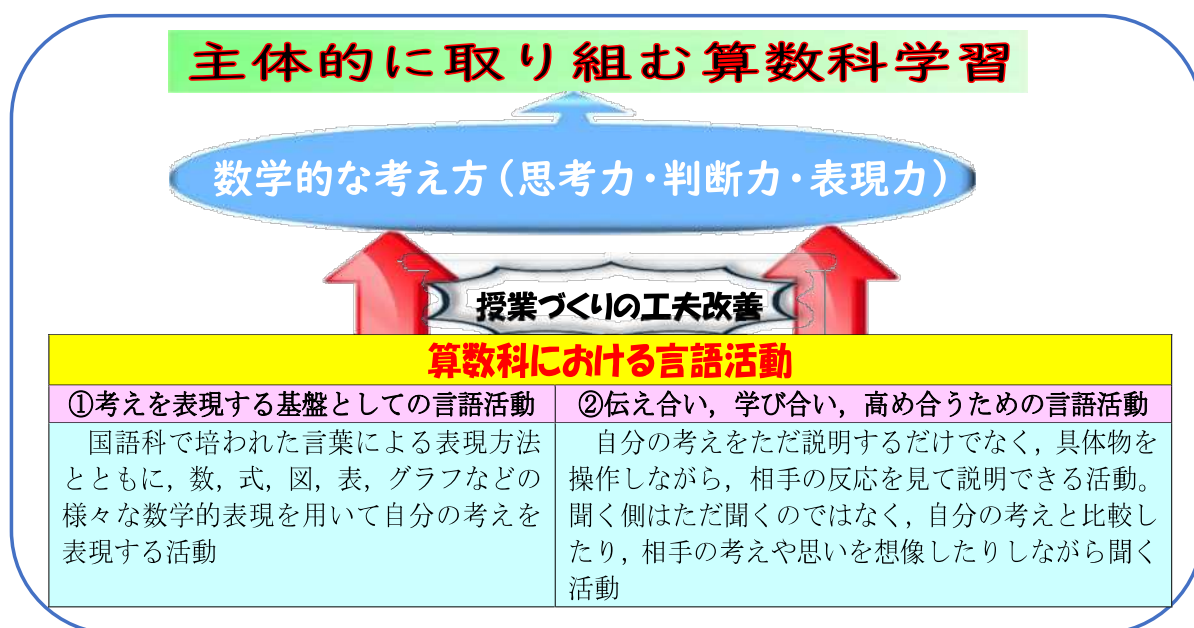 主体的に取り組む算数科学習
数学的な考え方（思考力・判断力・表現力）
授業づくりの工夫改善
算数科における言語活動
①考えを表現する基盤としての言語活動
国語科で培われた言葉による表現方法
とともに，数，式，図，表，グラフなどの
様々な数学的表現を用いて自分の考えを
表現する活動
②伝え合い，学び合い，高め合うための言語活動
自分の考えをただ説明するだけでなく，具体物を
操作しながら，相手の反応を見て説明できる活動。
聞く側はただ聞くのではなく，自分の考えと比較し
たり，相手の考えや思いを想像したりしながら聞く
活動